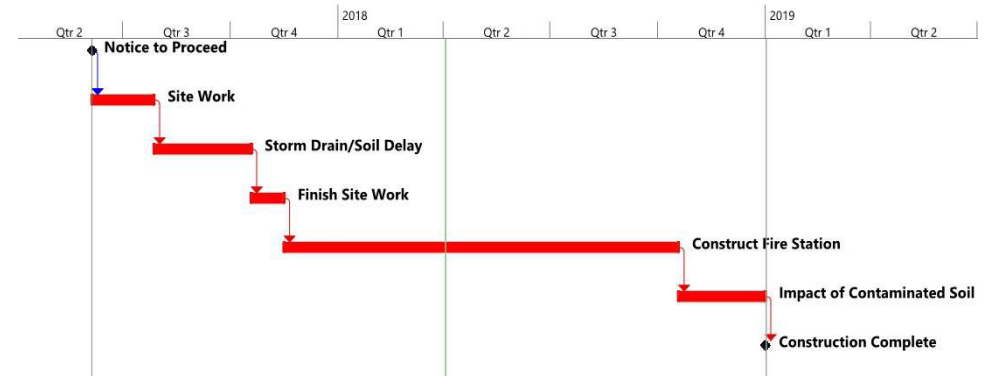 2018 2019
Qtr 2 Qtr 3 Qtr 4 Qtr 1 Qtr 2 Qtr 3 Qtr 4 Qtr 1 Qtr 2
Notice to Proceed
Site Work
Storm Drain/Soil Delay
Finish Site Work
Construct Fire Station
Impact of Contaminated Soil
Construction Complete